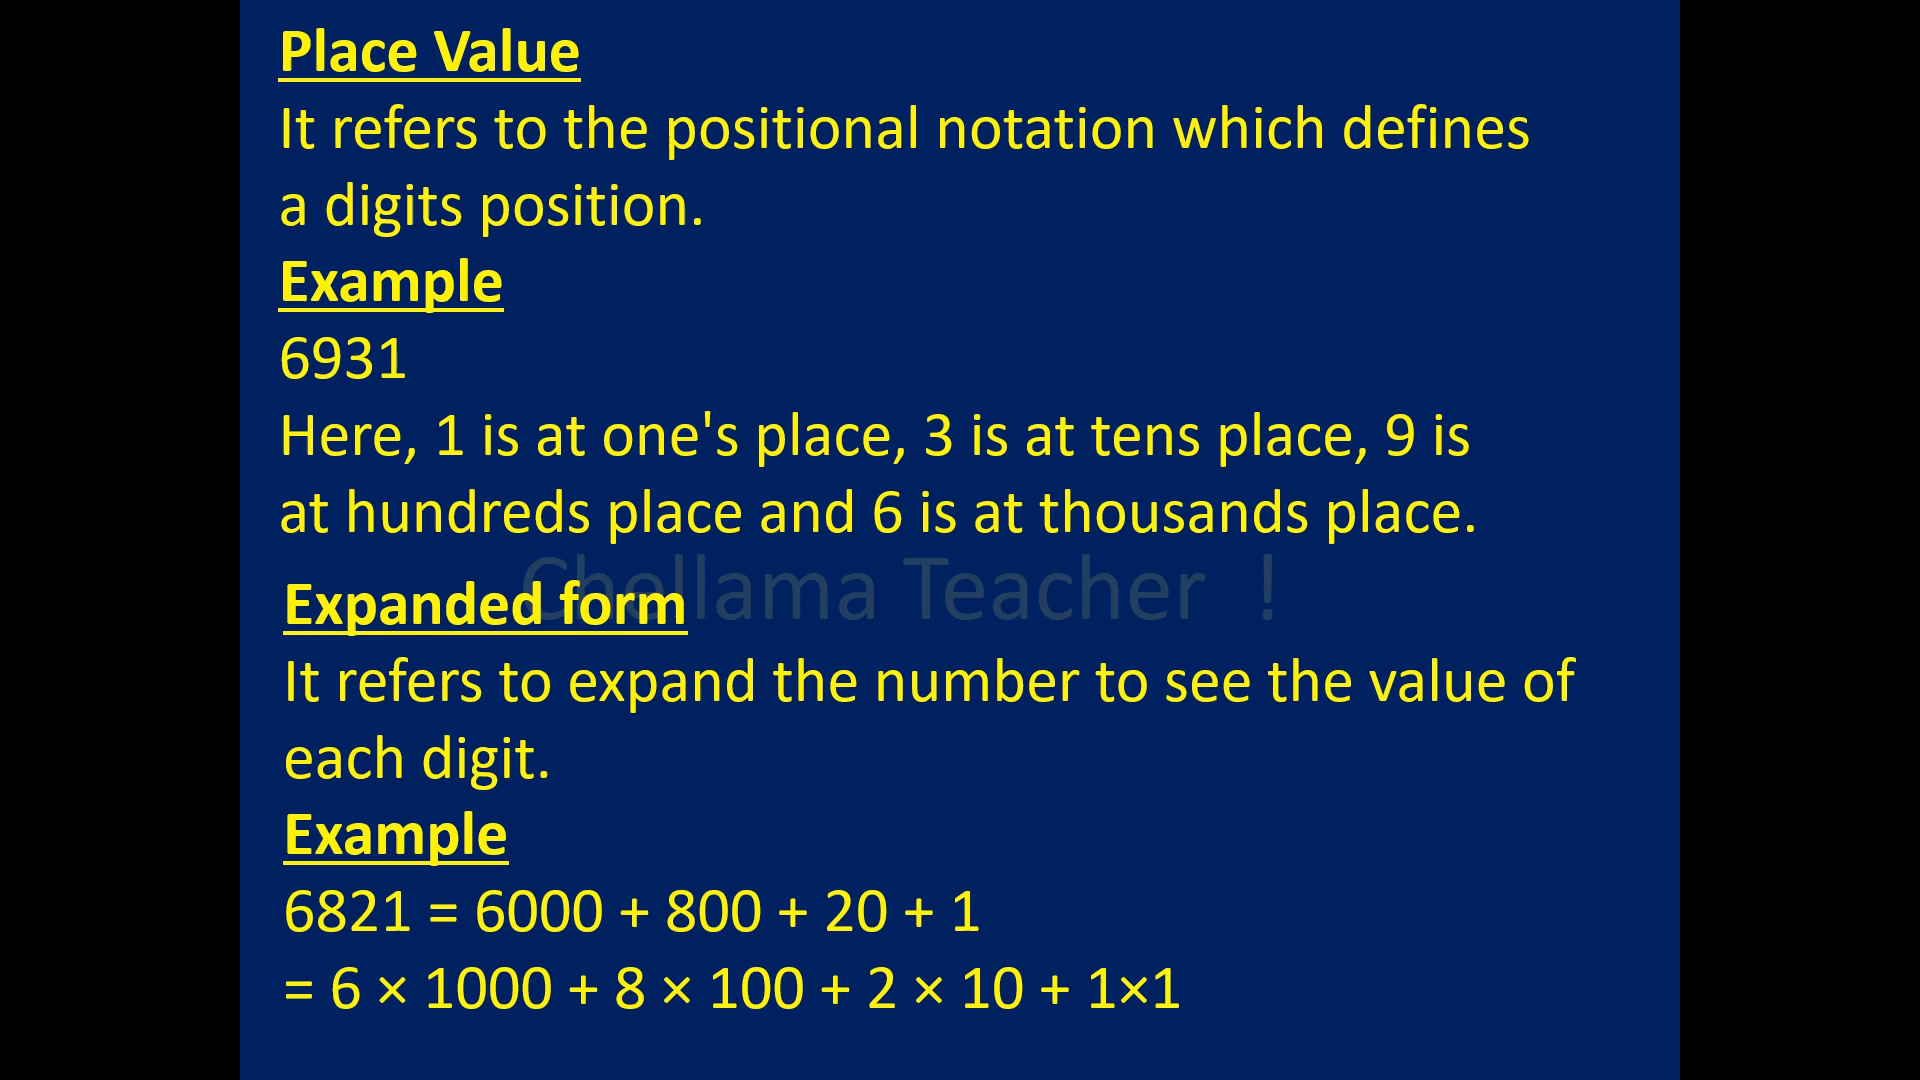 Place Value
It refers to the positional notation which defines
a digits position.
Example
6931
Here, 1 is at one's place, 3 is at tens place, 9 is
at hundreds place and 6 is at thousands place.
Chellama Teacher !
Expanded form
It refers to expand the number to see the value of
each digit.
Example
6821 = 6000 + 800 + 20 + 1
= 6 × 1000 + 8 × 100 + 2 × 10 + 1×1